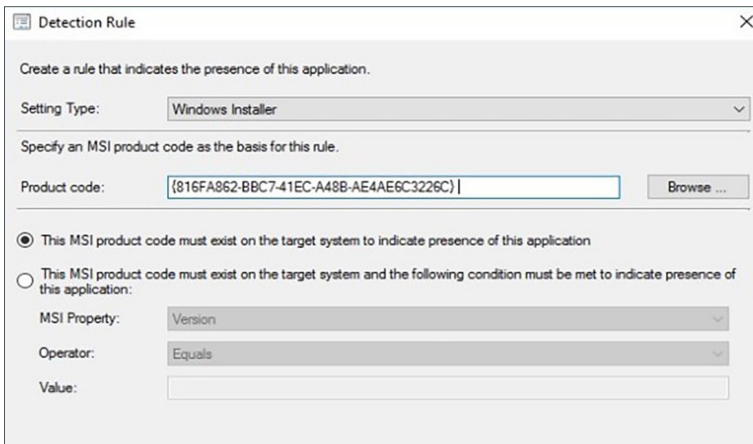 Detection Rule
Create a rule that indicates the presence of this application.
Setting Type: Windows Installer
Specify an MSI product code as the basis for this rule.
Product code: {816FA862-BBC7-41EC-A48B-AE4AE6C3226C} Browse ...
This MSI product code must exist on the target system to indicate presence of this application
This MSI product code must exist on the target system and the following condition must be met to indicate presence of
this application:
MSI Property: Version
Operator: Equals
Value: